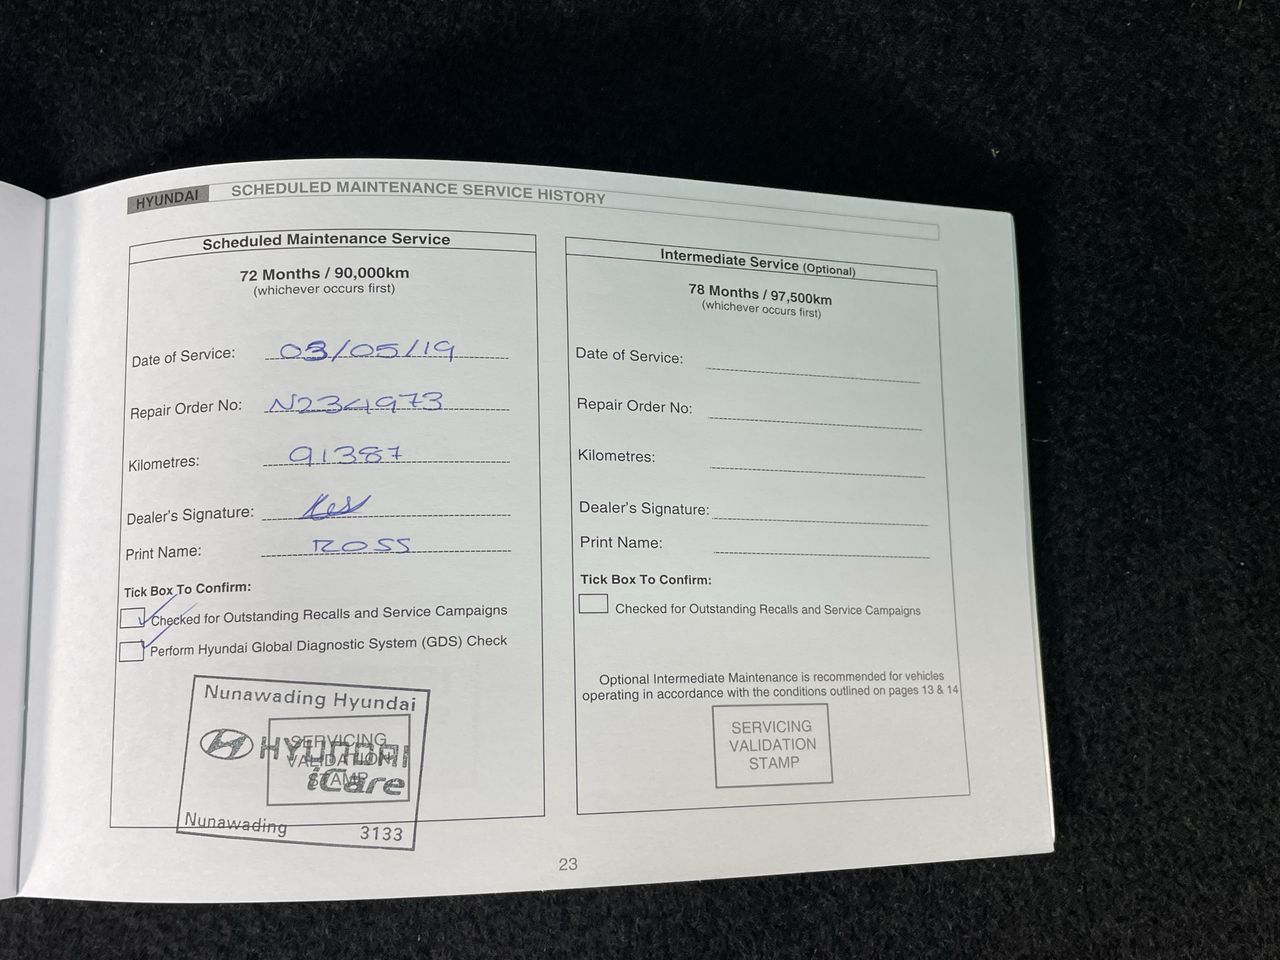 HYUNDAI SCHEDULED MAINTENANCE SERVICE HISTORY
Scheduled Maintenance Service
72 Months / 90,000km
(whichever occurs first)
Date of Service: 03/05/19
Repair Order No: N234973
Kilometres: 91387
Dealer's Signature:
Print Name: ROSS
Tick Box To Confirm:
Checked for Outstanding Recalls and Service Campaigns
Perform Hyundai Global Diagnostic System (GDS) Check
Nunawading Hyundai
HYUNDAI
iCare
SERVICING
VALIDATION
STAMP
Nunawading 3133
Intermediate Service (Optional)
78 Months / 97,500km
(whichever occurs first)
Date of Service:
Repair Order No:
Kilometres:
Dealer's Signature:
Print Name:
Tick Box To Confirm:
Checked for Outstanding Recalls and Service Campaigns
Optional Intermediate Maintenance is recommended for vehicles
operating in accordance with the conditions outlined on pages 13 & 14
SERVICING
VALIDATION
STAMP
23